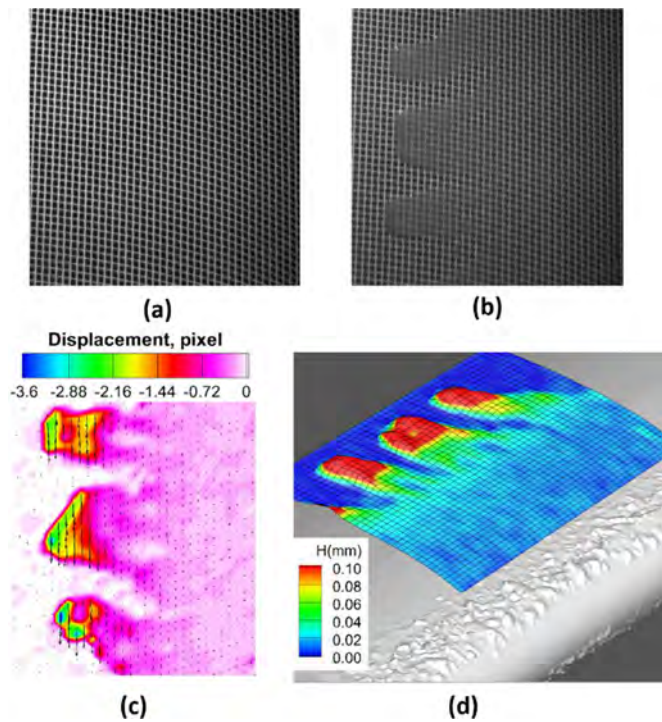 (a)
(b)
Displacement, pixel
-3.6 -2.88 -2.16 -1.44 -0.72 0
H(mm)
0.10
0.08
0.06
0.04
0.02
0.00
(c)
(d)